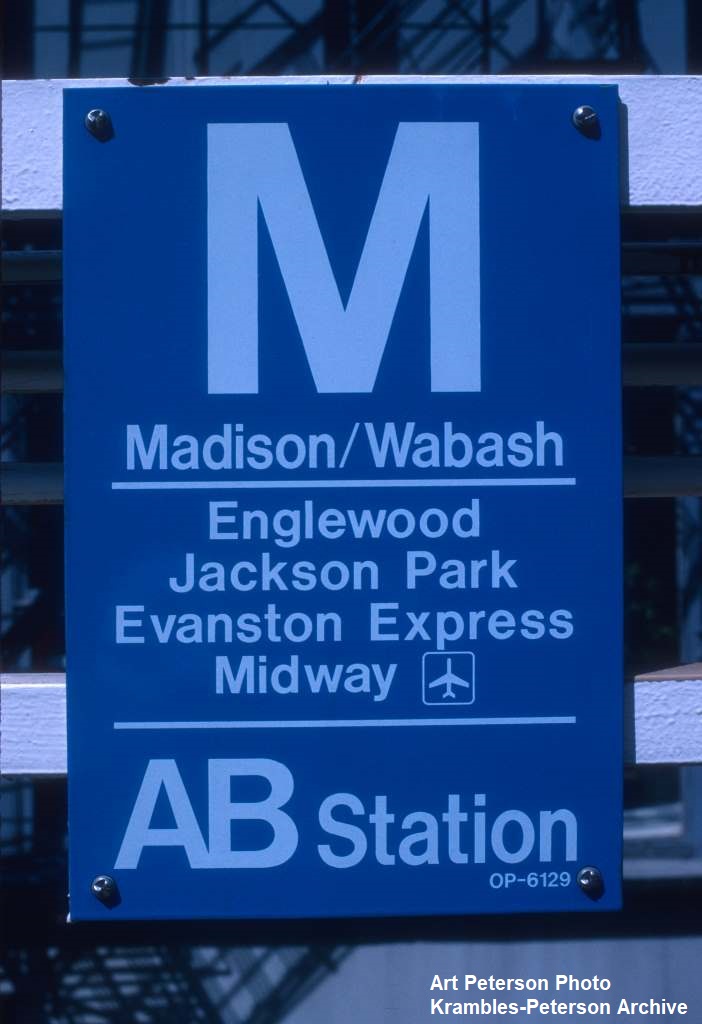 M
Madison/Wabash
Englewood
Jackson Park
Evanston Express
Midway
AB Station
OP-6129
Art Peterson Photo
Krambles-Peterson Archive